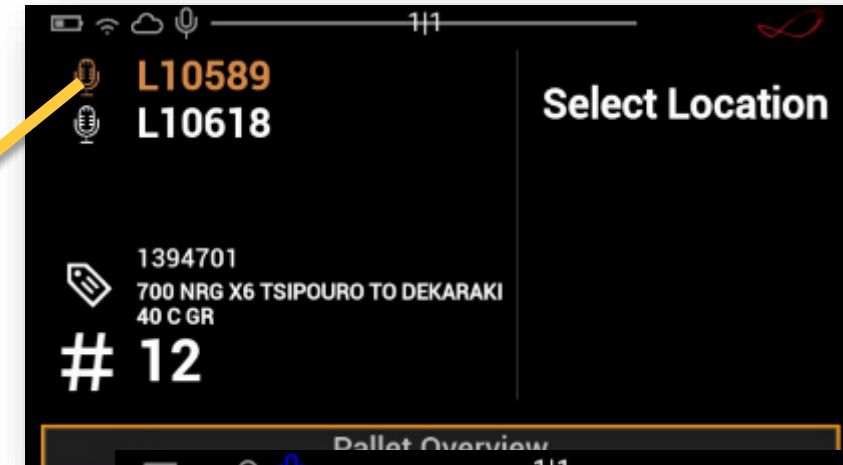 1|1
L10589
L10618
Select Location
1394701
700 NRG X6 TSIPOURO TO DEKARAKI
40 C GR
# 12
Pallet Overview
1|1